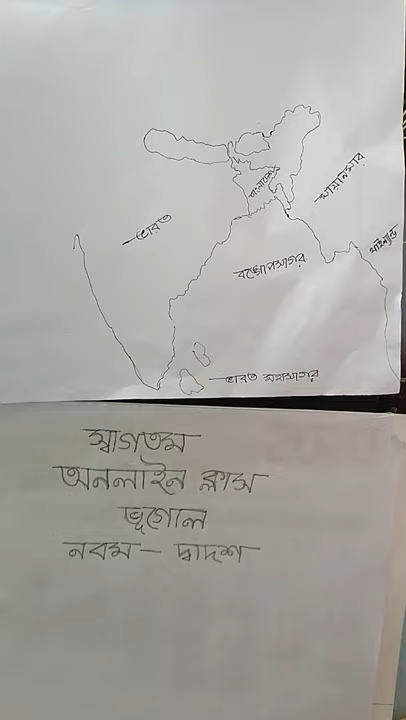 বাংলাদেশ
মায়ানমার
ভারত
থাইল্যান্ড
বঙ্গোপসাগর
ভারত মহাসাগর
স্বাগতম
অনলাইন ক্লাস
ভূগোল
নবম - দ্বাদশ